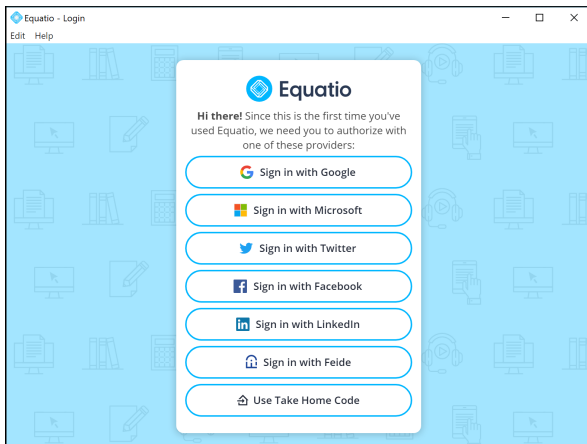 Equatio - Login
Edit Help
Equatio
Hi there! Since this is the first time you've
used Equatio, we need you to authorize with
one of these providers:
Sign in with Google
Sign in with Microsoft
Sign in with Twitter
Sign in with Facebook
Sign in with LinkedIn
Sign in with Feide
Use Take Home Code